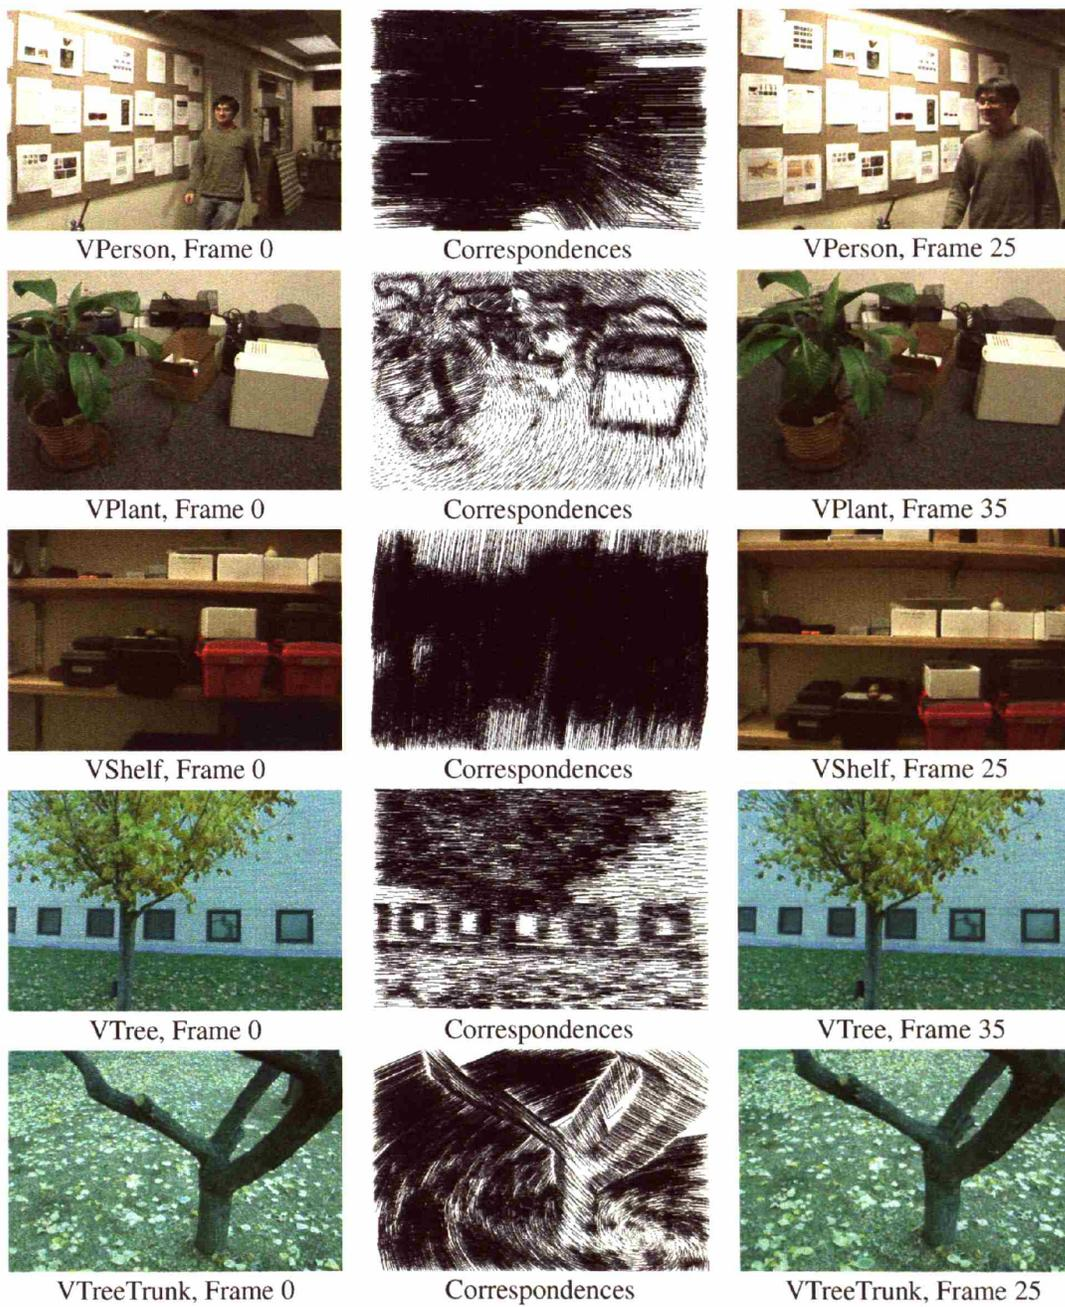 VPerson, Frame 0
Correspondences
VPerson, Frame 25
VPlant, Frame 0
Correspondences
VPlant, Frame 35
VShelf, Frame 0
Correspondences
VShelf, Frame 25
VTree, Frame 0
Correspondences
VTree, Frame 35
VTreeTrunk, Frame 0
Correspondences
VTreeTrunk, Frame 25